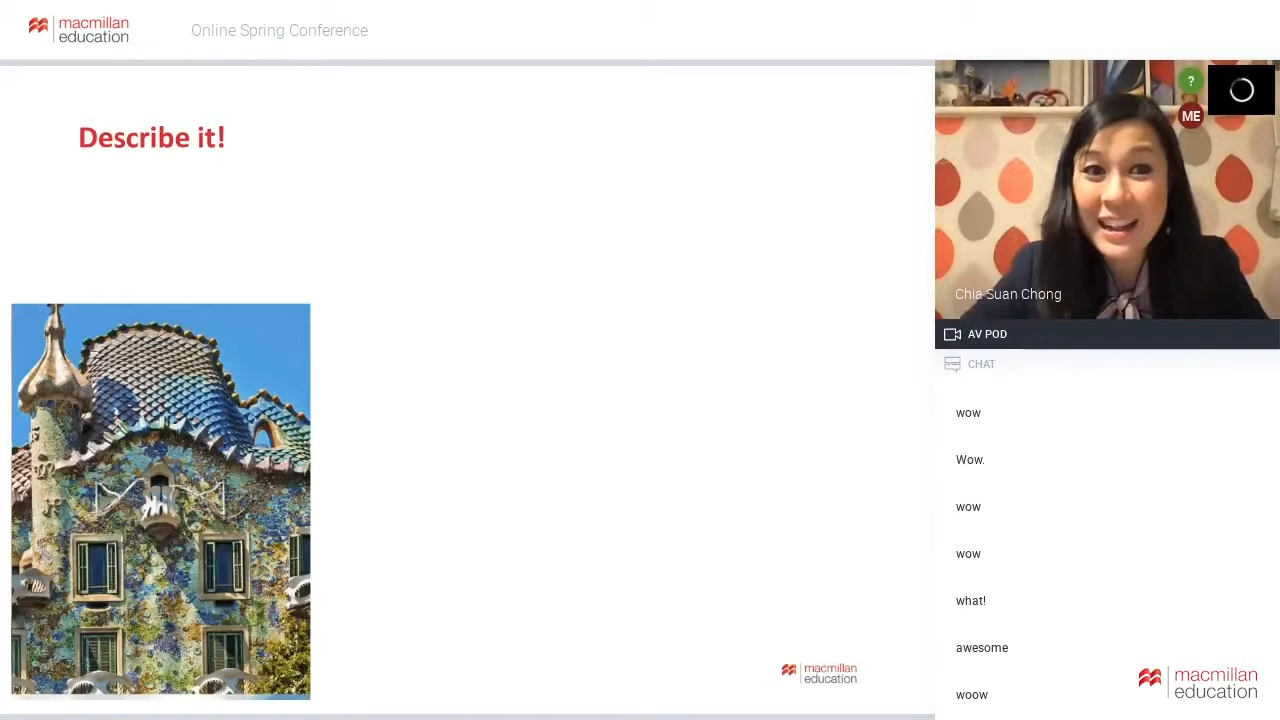 macmillan
education
Online Spring Conference
Describe it!
macmillan
education
?
ME
Chia Suan Chong
AV POD
CHAT
wow
Wow.
wow
wow
what!
awesome
woow
macmillan
education